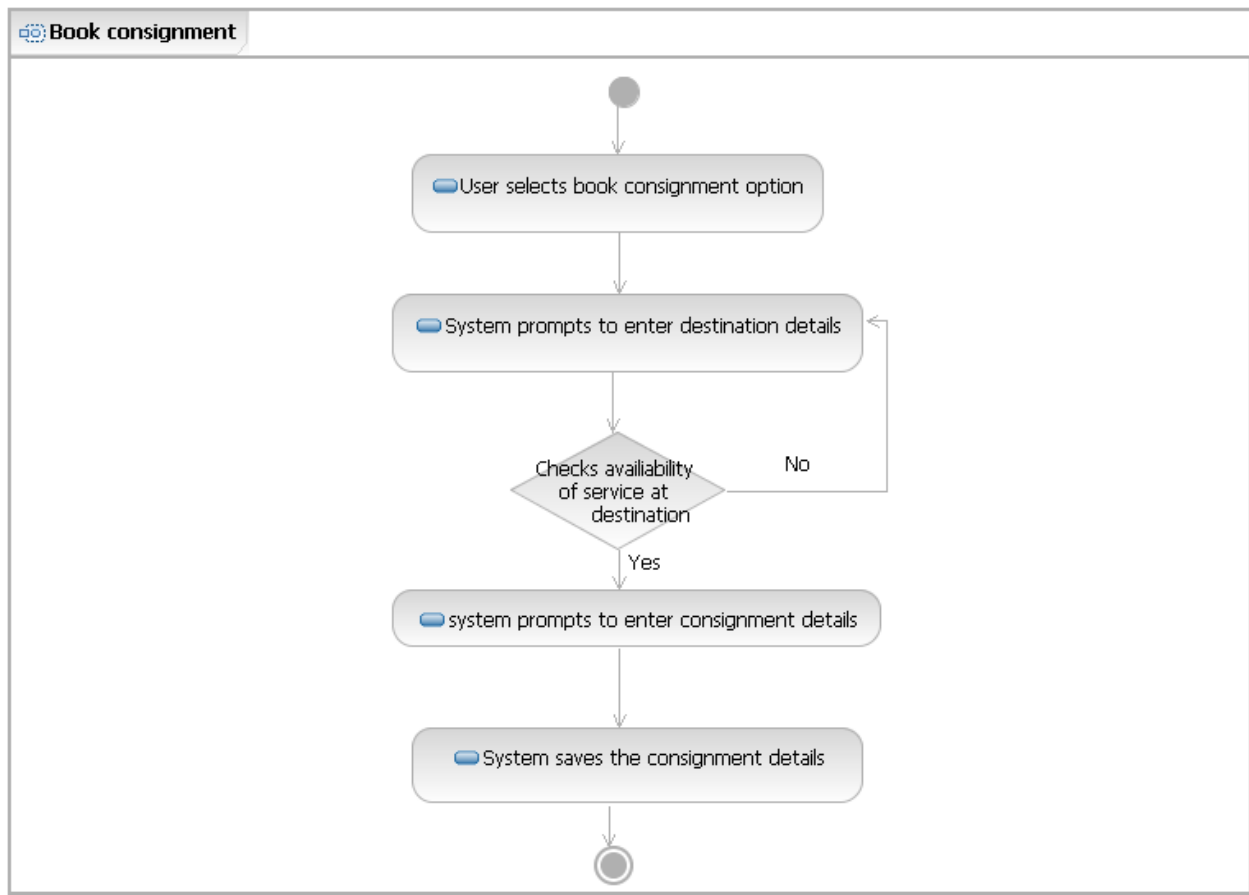 Book consignment
User selects book consignment option
System prompts to enter destination details
Checks availiability
of service at
destination
No
Yes
system prompts to enter consignment details
System saves the consignment details